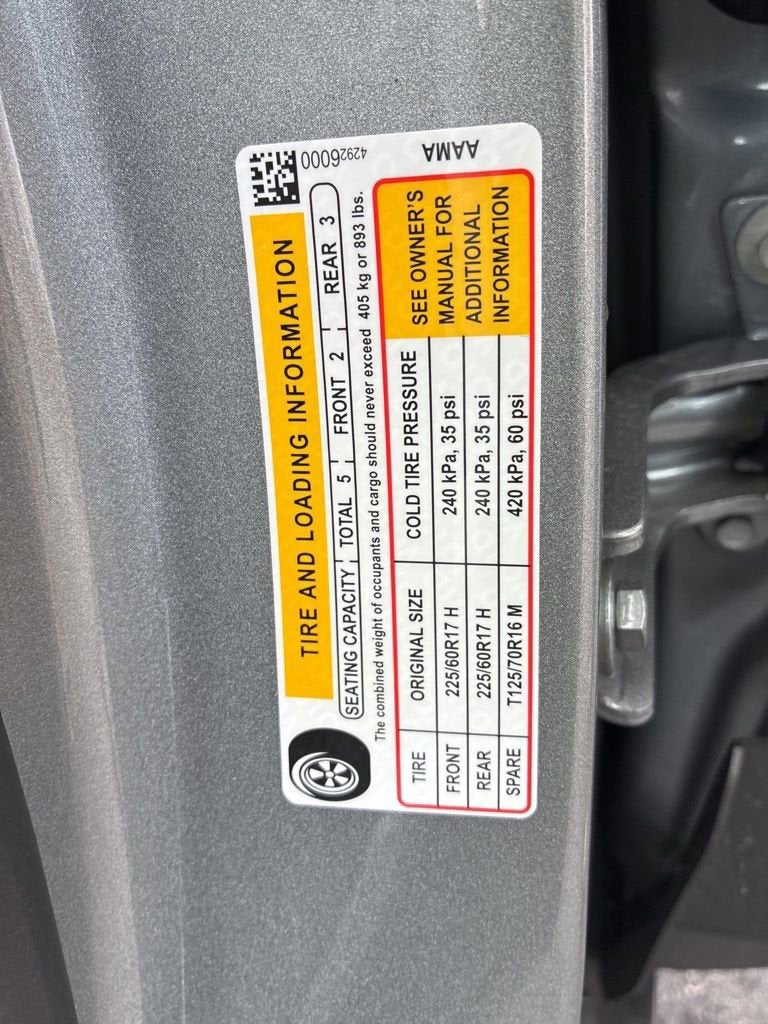 42926000
AAMA
TIRE AND LOADING INFORMATION
SEATING CAPACITY TOTAL 5 FRONT 2 REAR 3
The combined weight of occupants and cargo should never exceed 405 kg or 893 lbs.
TIRE ORIGINAL SIZE COLD TIRE PRESSURE
FRONT 225/60R17 H 240 kPa, 35 psi
REAR 225/60R17 H 240 kPa, 35 psi
SPARE T125/70R16 M 420 kPa, 60 psi
SEE OWNER'S
MANUAL FOR
ADDITIONAL
INFORMATION